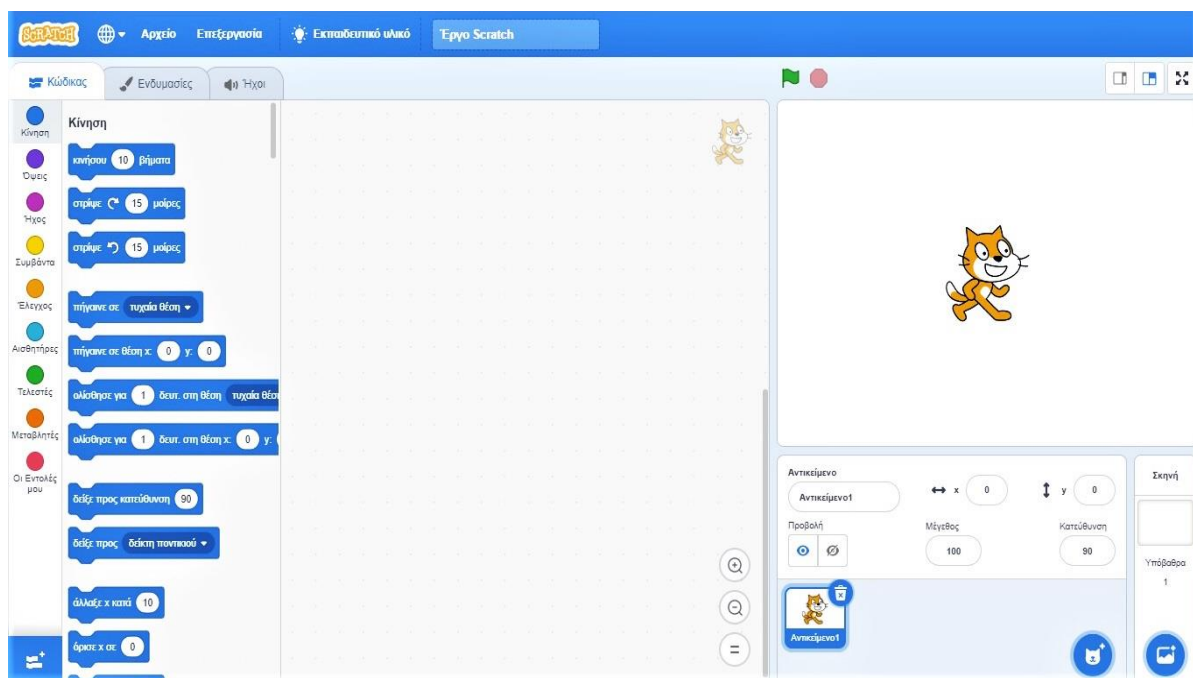 SCRATCH Αρχείο Επεξεργασία Εκπαιδευτικό υλικό Έργο Scratch
Κώδικας Ενδυμασίες Ήχοι
Κίνηση
Όψεις
Ήχος
Συμβάντα
Έλεγχος
Αισθητήρες
Τελεστές
Μεταβλητές
Οι Εντολές
μου
Κίνηση
κινήσου 10 βήματα
στρίψε 15 μοίρες
στρίψε 15 μοίρες
πήγαινε σε τυχαία θέση
πήγαινε σε θέση x: 0 y: 0
ολίσθησε για 1 δευτ. στη θέση τυχαία
ολίσθησε για 1 δευτ. στη θέση x: 0 y:
δείξε προς κατεύθυνση 90
δείξε προς δείκτη ποντικιού
άλλαξε x κατά 10
όρισε x σε 0
Αντικείμενο
Αντικείμενο1 x 0 y 0
Προβολή Μέγεθος Κατεύθυνση
100 90
Αντικείμενο1
Σκηνή
Υπόβαθρα
1